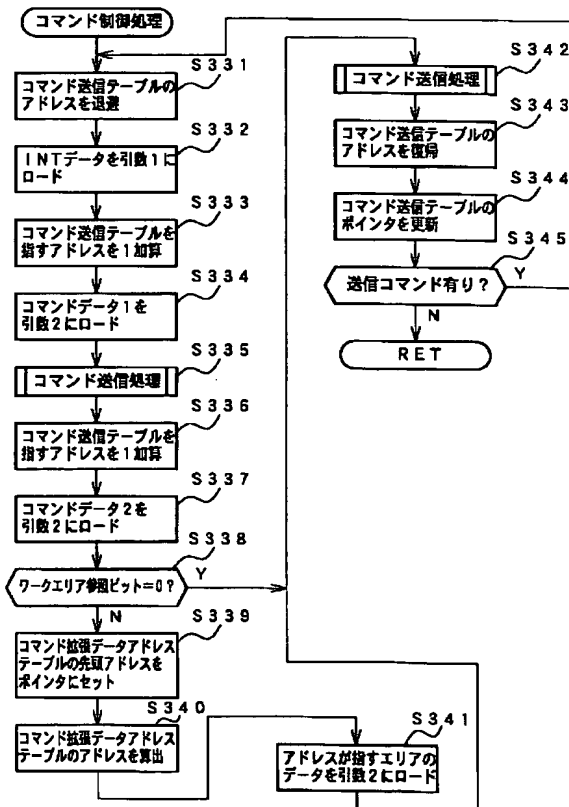 コマンド制御処理
S331
コマンド送信テーブルの
アドレスを退避
S332
INTデータを引数1に
ロード
S333
コマンド送信テーブルを
指すアドレスを1加算
S334
コマンドデータ1を
引数2にロード
S335
コマンド送信処理
S336
コマンド送信テーブルを
指すアドレスを1加算
S337
コマンドデータ2を
引数2にロード
S338
ワークエリア参照ビット=0?
Y
N
S339
コマンド拡張データアドレス
テーブルの先頭アドレスを
ポインタにセット
S340
コマンド拡張データアドレス
テーブルのアドレスを算出
S341
アドレスが指すエリアの
データを引数2にロード
S342
コマンド送信処理
S343
コマンド送信テーブルの
アドレスを復帰
S344
コマンド送信テーブルの
ポインタを更新
S345
送信コマンド有り?
Y
N
RET